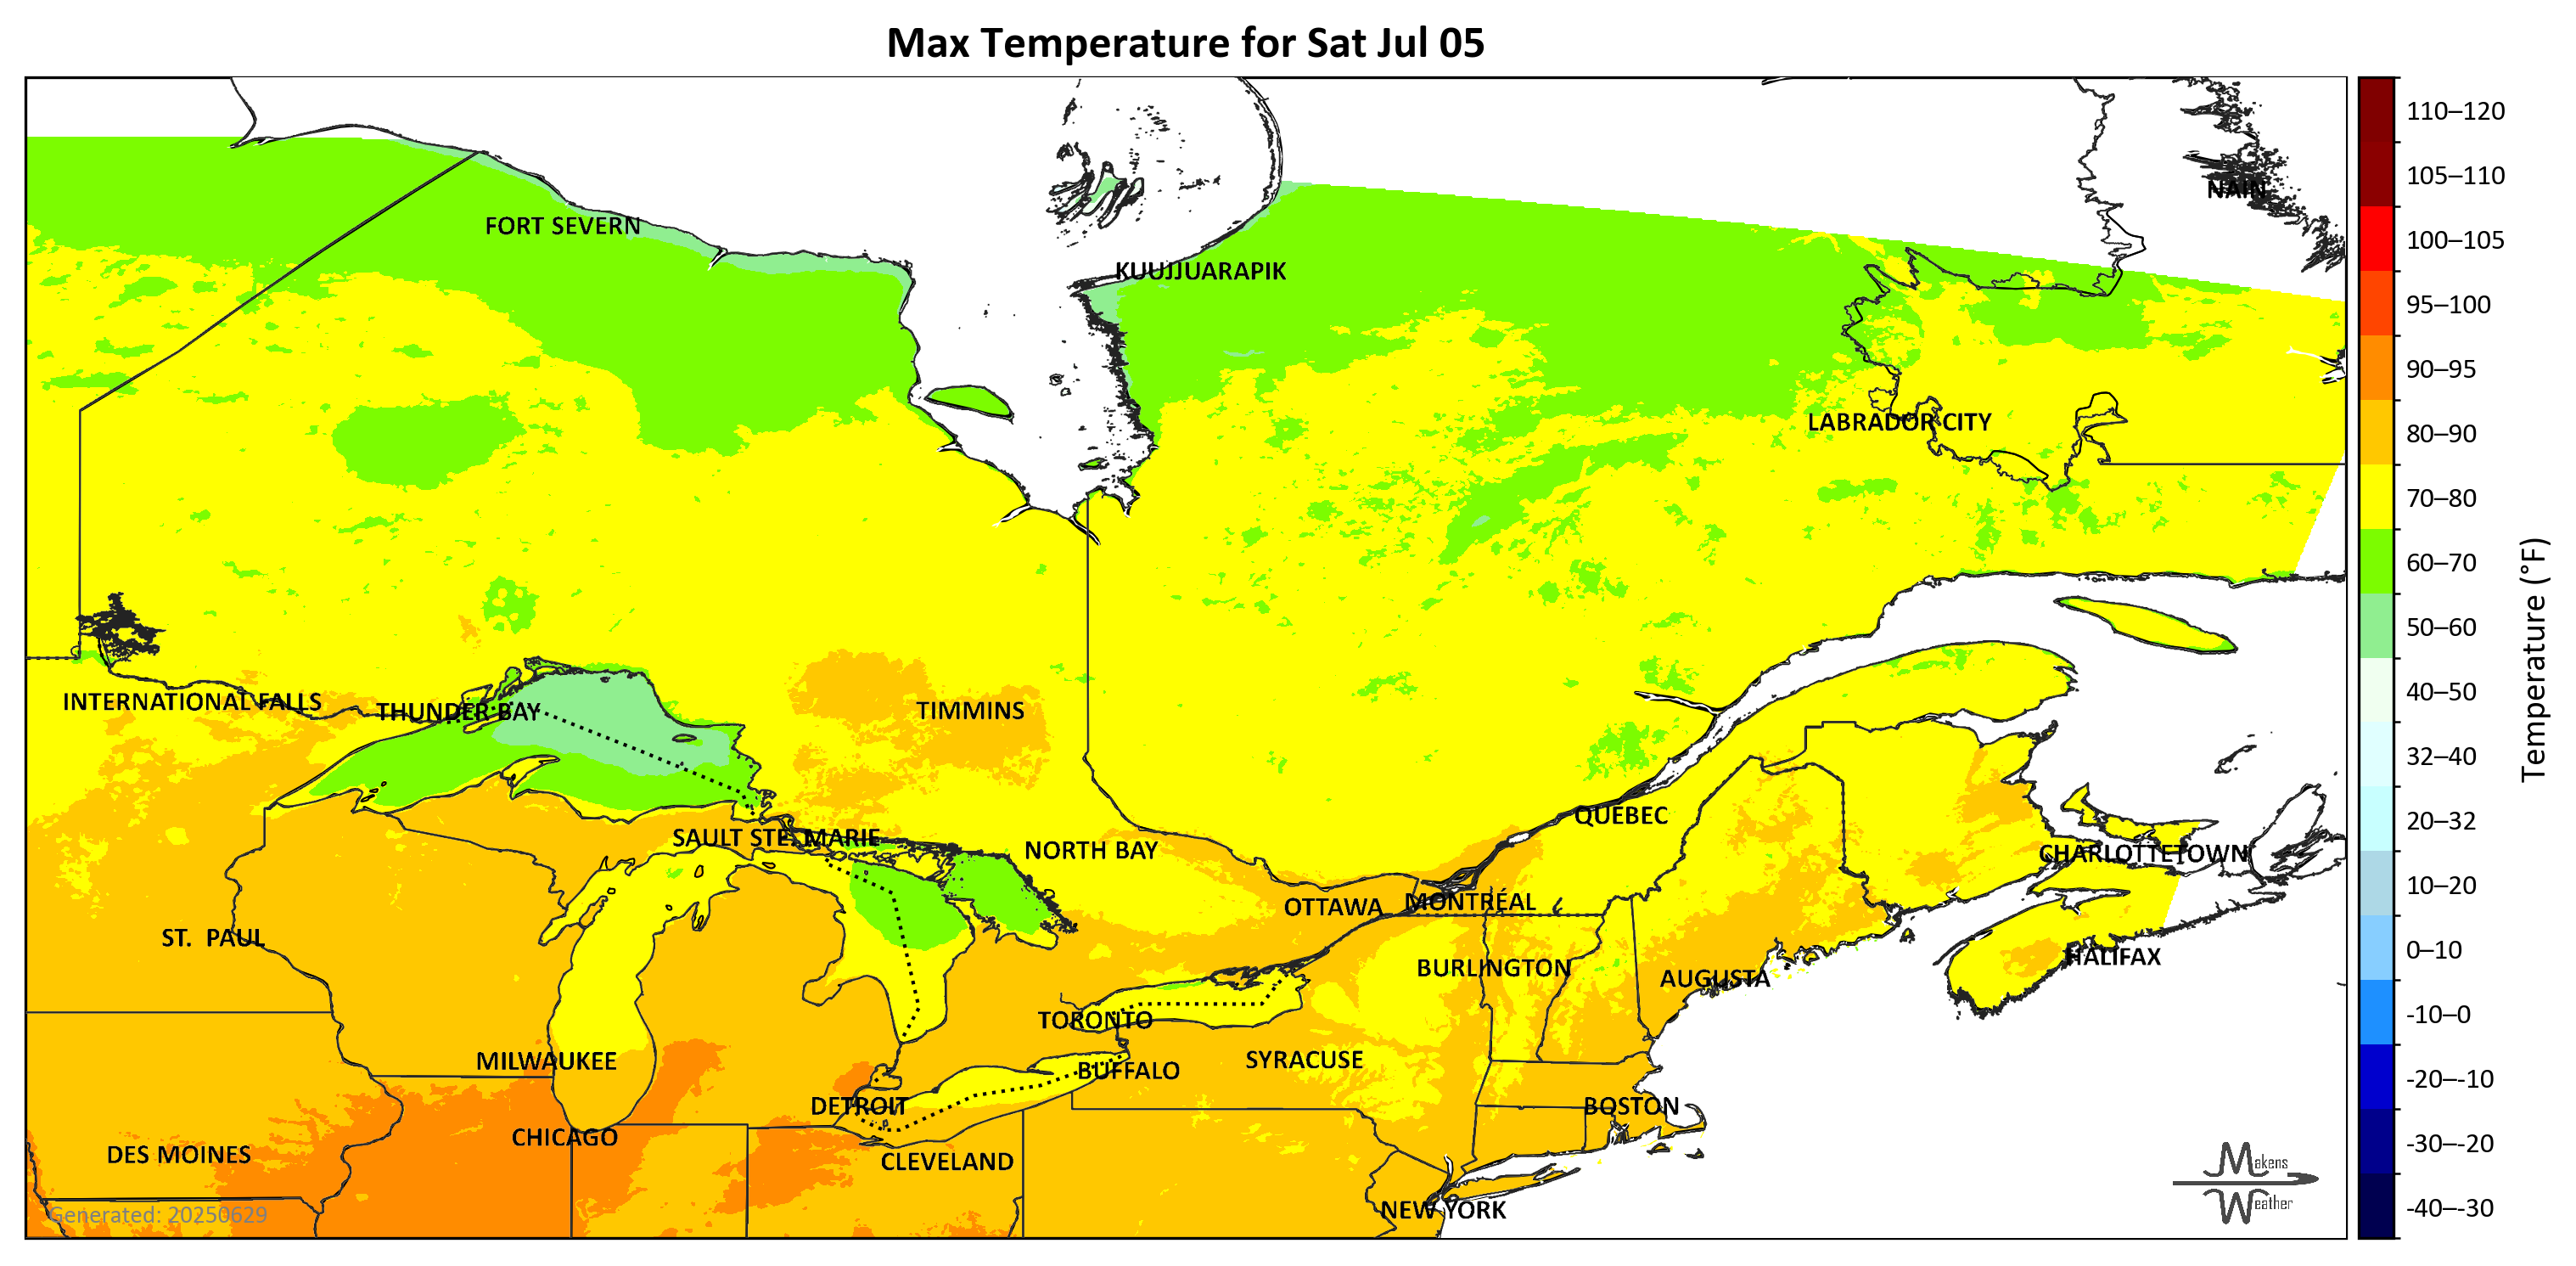 Max Temperature for Sat Jul 05
110–120
105–110
NAIN
FORT SEVERN
100–105
KUUJJUARAPIK
95–100
90–95
LABRADOR CITY
80–90
70–80
60–70
50–60
Temperature (°F)
INTERNATIONAL FALLS
THUNDER BAY
TIMMINS
40–50
32–40
QUÉBEC
20–32
SAULT STE. MARIE
NORTH BAY
CHARLOTTETOWN
10–20
OTTAWA
MONTRÉAL
ST. PAUL
0–10
HALIFAX
BURLINGTON
AUGUSTA
TORONTO
-10–0
MILWAUKEE
SYRACUSE
BUFFALO
-20–-10
DETROIT
BOSTON
CHICAGO
-30–-20
DES MOINES
CLEVELAND
Makens
Weather
NEW YORK
-40–-30
Generated: 20250629